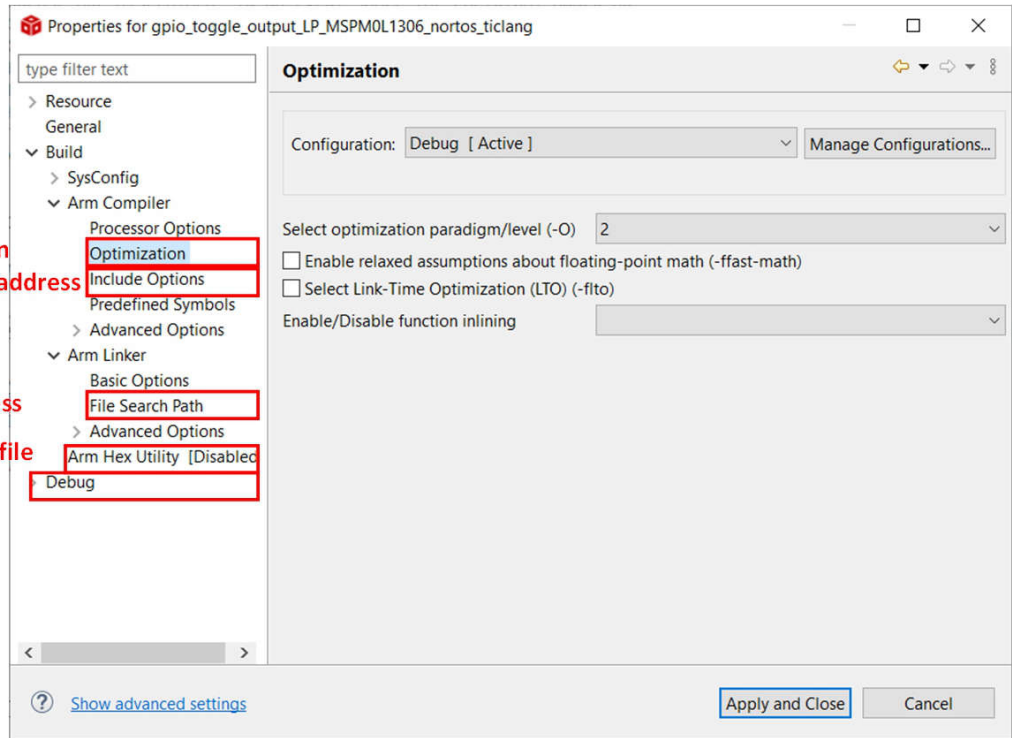 Properties for gpio_toggle_output_LP_MSPM0L1306_nortos_ticlang
type filter text
Optimization
Resource
General
Build
SysConfig
Arm Compiler
Processor Options
Optimization
Include Options
address
Predefined Symbols
Advanced Options
Arm Linker
Basic Options
File Search Path
Advanced Options
file
Arm Hex Utility [Disabled
Debug
Configuration: Debug [ Active ]
Manage Configurations...
Select optimization paradigm/level (-O) 2
Enable relaxed assumptions about floating-point math (-ffast-math)
Select Link-Time Optimization (LTO) (-flto)
Enable/Disable function inlining
Show advanced settings
Apply and Close
Cancel